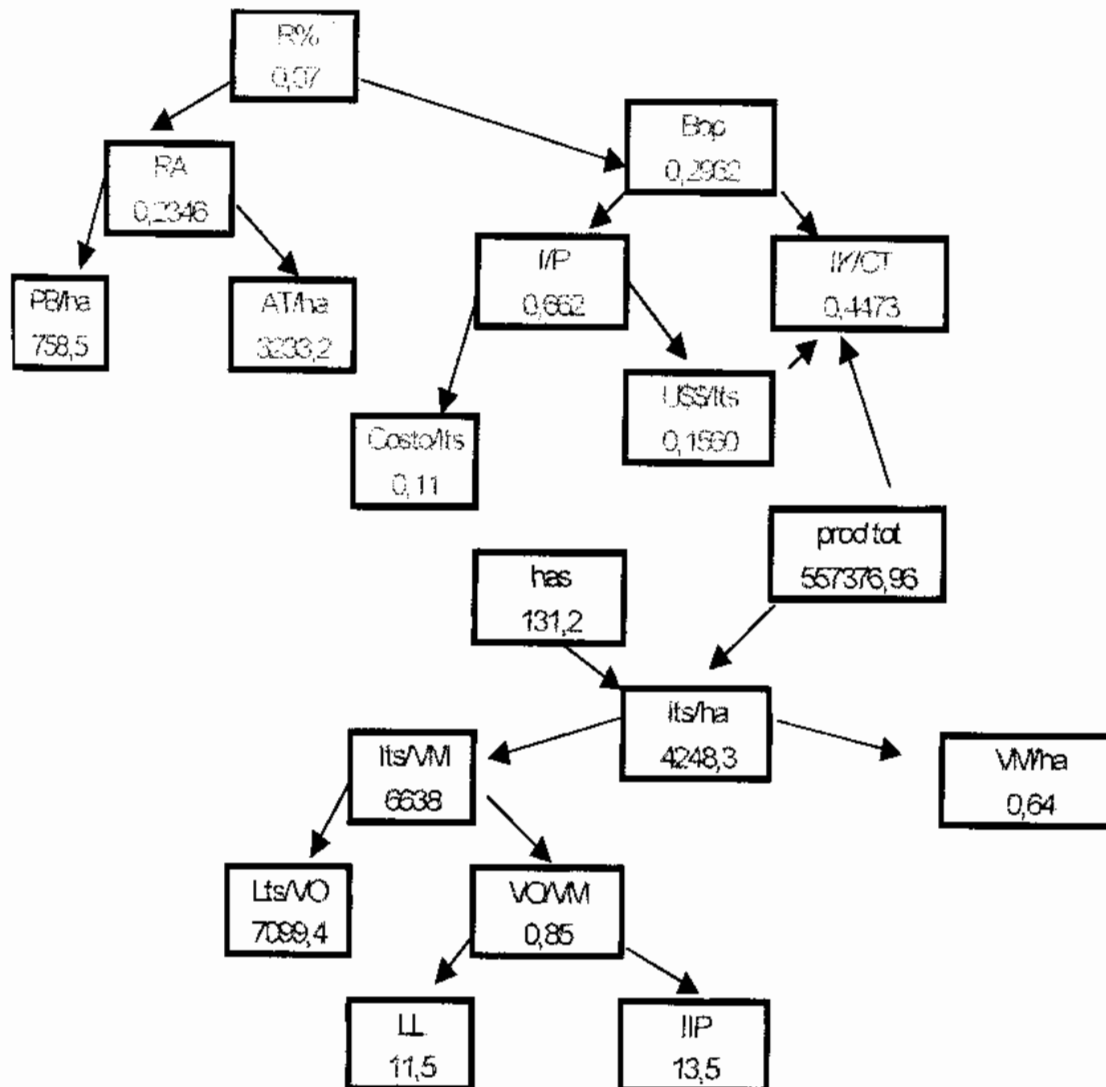 R%
0,07
Bop
0,2962
RA
0,2346
I/P
0,662
IK/CT
0,4473
PB/ha
758,5
AT/ha
3233,2
U$S/lts
0,1560
Costo/lts
0,11
prod tot
557376,96
has
131,2
lts/ha
4248,3
lts/VM
6638
VM/ha
0,64
Lts/VO
7099,4
VO/VM
0,85
LL
11,5
IIP
13,5